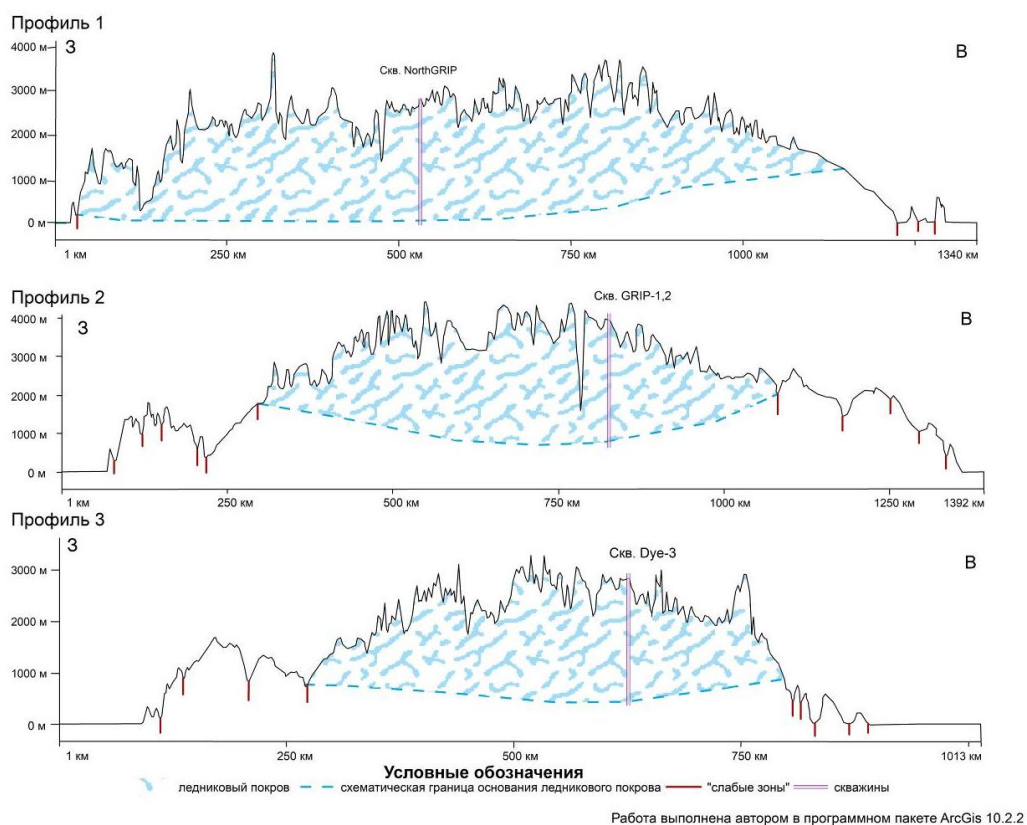 Профиль 1
4000 м
З
В
Скв. NorthGRIP
3000 м
2000 м
1000 м
0 м
1 км 250 км 500 км 750 км 1000 км 1340 км
Профиль 2
Скв. GRIP-1,2
4000 м
З
В
3000 м
2000 м
1000 м
0 м
1 км 250 км 500 км 750 км 1000 км 1250 км 1392 км
Профиль 3
З
Скв. Dye-3
В
3000 м
2000 м
1000 м
0 м
1 км 250 км 500 км 750 км 1013 км
Условные обозначения
ледниковый покров схематическая граница основания ледникового покрова "слабые зоны" скважины
Работа выполнена автором в программном пакете ArcGis 10.2.2